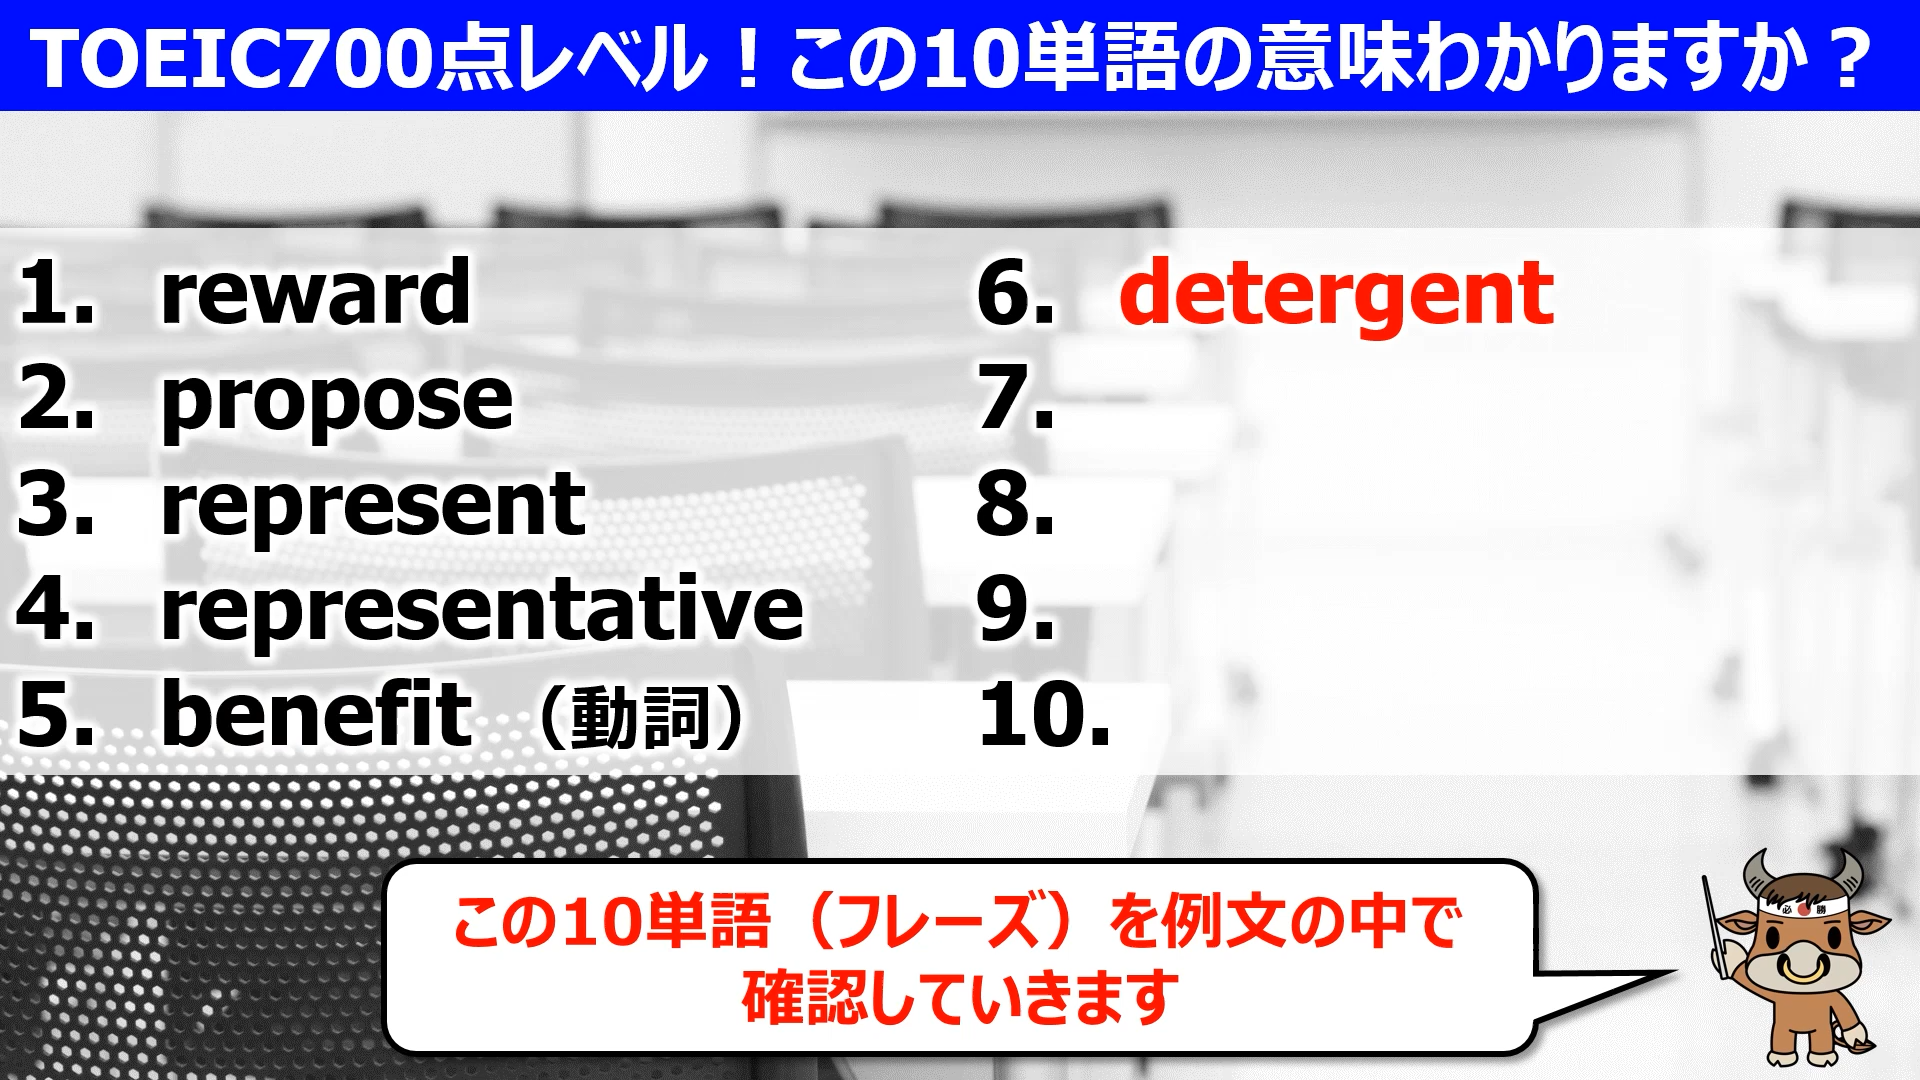 TOEIC700点レベル！この10単語の意味わかりますか？
1. reward
2. propose
3. represent
4. representative
5. benefit （動詞）
6. detergent
7.
8.
9.
10.
この10単語（フレーズ）を例文の中で
確認していきます
必勝